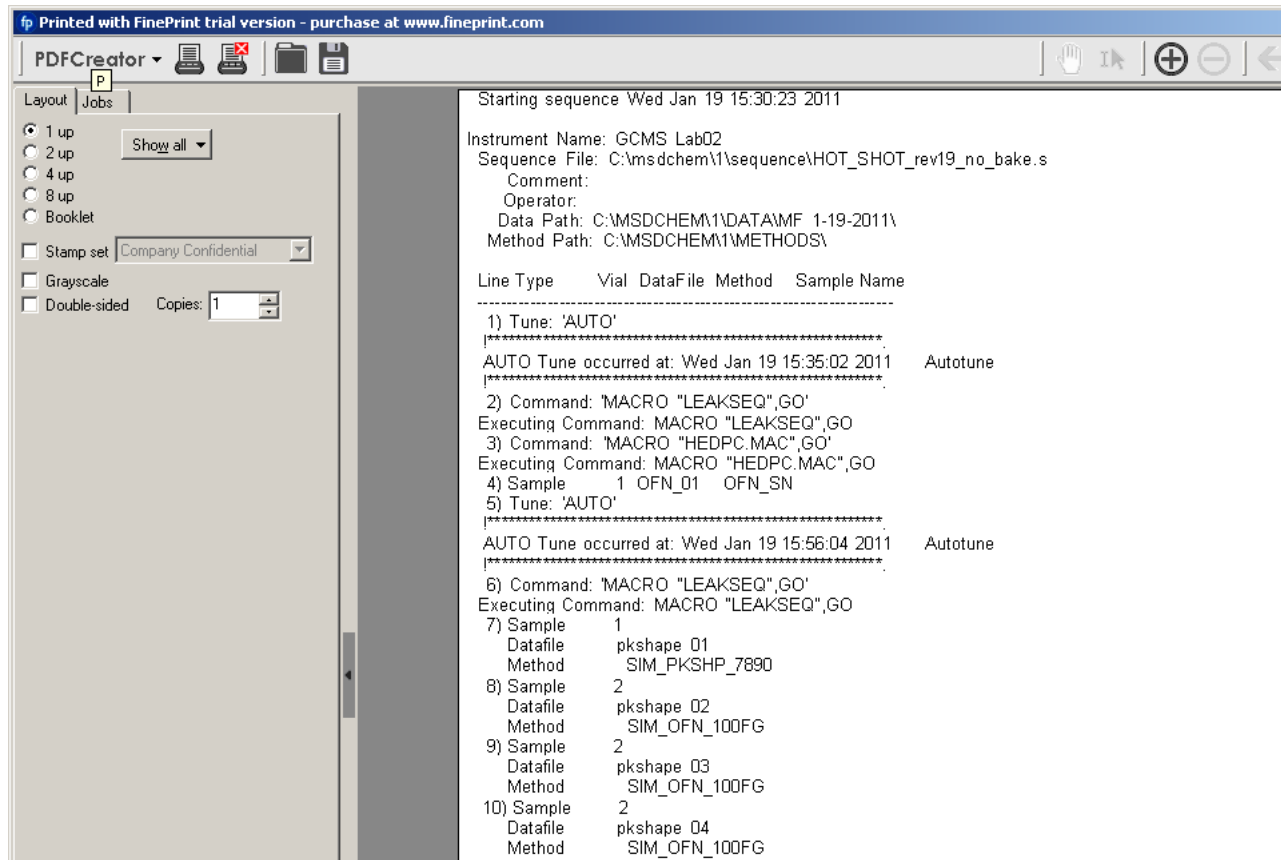 fp Printed with FinePrint trial version - purchase at www.fineprint.com
PDFCreator
P
Layout
Jobs
1 up
2 up
4 up
8 up
Booklet
Show all
Stamp set
Company Confidential
Grayscale
Double-sided
Copies: 1
Starting sequence Wed Jan 19 15:30:23 2011
Instrument Name: GCMS Lab02
Sequence File: C:\msdchem\1\sequence\HOT_SHOT_rev19_no_bake.s
Comment:
Operator:
Data Path: C:\MSDCHEM\1\DATA\MF 1-19-2011\
Method Path: C:\MSDCHEM\1\METHODS\
Line Type Vial DataFile Method Sample Name
-----------------------------------------------------------------------
1) Tune: 'AUTO'
!**********************************************************.
AUTO Tune occurred at: Wed Jan 19 15:35:02 2011 Autotune
!**********************************************************.
2) Command: 'MACRO "LEAKSEQ",GO'
Executing Command: MACRO "LEAKSEQ",GO
3) Command: 'MACRO "HEDPC.MAC",GO'
Executing Command: MACRO "HEDPC.MAC",GO
4) Sample 1 OFN_01 OFN_SN
5) Tune: 'AUTO'
!**********************************************************.
AUTO Tune occurred at: Wed Jan 19 15:56:04 2011 Autotune
!**********************************************************.
6) Command: 'MACRO "LEAKSEQ",GO'
Executing Command: MACRO "LEAKSEQ",GO
7) Sample 1
Datafile pkshape 01
Method SIM_PKSHP_7890
8) Sample 2
Datafile pkshape 02
Method SIM_OFN_100FG
9) Sample 2
Datafile pkshape 03
Method SIM_OFN_100FG
10) Sample 2
Datafile pkshape 04
Method SIM_OFN_100FG